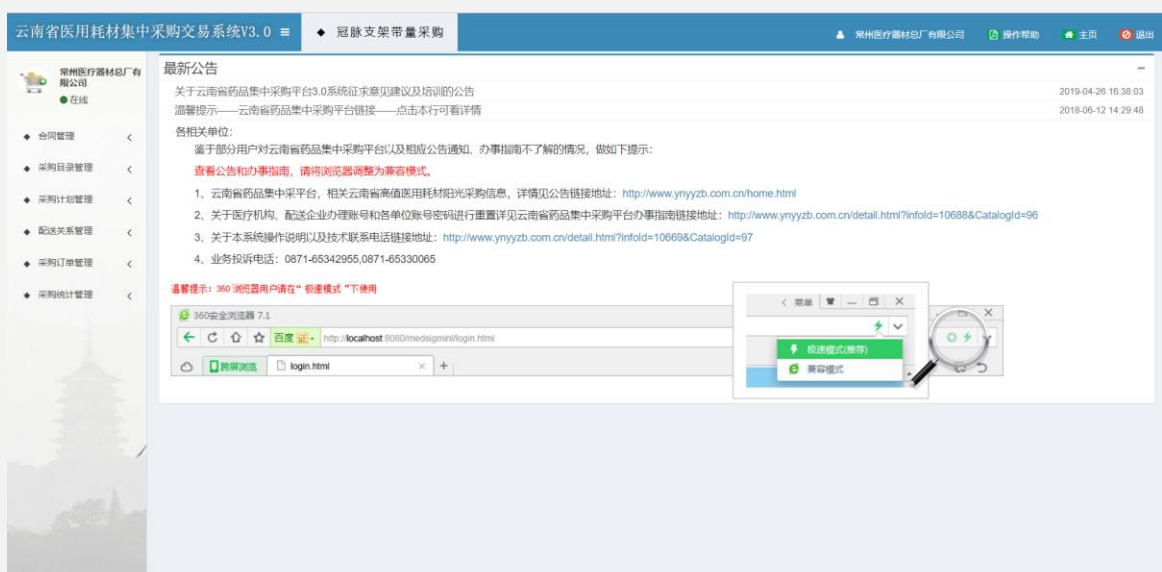 云南省医用耗材集中采购交易系统V3.0
冠脉支架带量采购
常州医疗器材总厂有限公司
操作帮助
主页
退出
常州医疗器材总厂有
限公司
在线
合同管理
采购目录管理
采购计划管理
配送关系管理
采购订单管理
采购统计管理
最新公告
关于云南省药品集中采购平台3.0系统征求意见建议及培训的公告 2019-04-26 16:38:03
温馨提示——云南省药品集中采购平台链接——点击本行可看详情 2018-06-12 14:29:48
各相关单位：
鉴于部分用户对云南省药品集中采购平台以及相应公告通知、办事指南不了解的情况，做如下提示：
查看公告和办事指南，请将浏览器调整为兼容模式。
1、云南省药品集中采平台，相关云南省高值医用耗材阳光采购信息，详情见公告链接地址：http://www.ynyyzb.com.cn/home.html
2、关于医疗机构、配送企业办理账号和各单位账号密码进行重置详见云南省药品集中采购平台办事指南链接地址：http://www.ynyyzb.com.cn/detail.html?infoId=10688&CatalogId=96
3、关于本系统操作说明以及技术联系电话链接地址：http://www.ynyyzb.com.cn/detail.html?infoId=10669&CatalogId=97
4、业务投诉电话：0871-65342955,0871-65330065
温馨提示：360 浏览器用户请在“ 极速模式 ”下使用
360安全浏览器 7.1
百度 证
http://localhost:8080/medsigminl/login.html
跨屏浏览
login.html
菜单
极速模式(推荐)
兼容模式